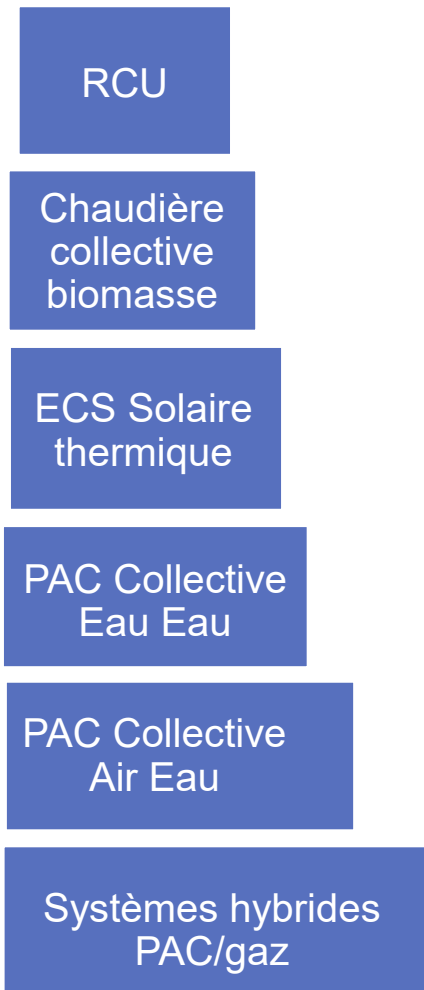 RCU
Chaudière
collective
biomasse
ECS Solaire
thermique
PAC Collective
Eau Eau
PAC Collective
Air Eau
Systèmes hybrides
PAC/gaz